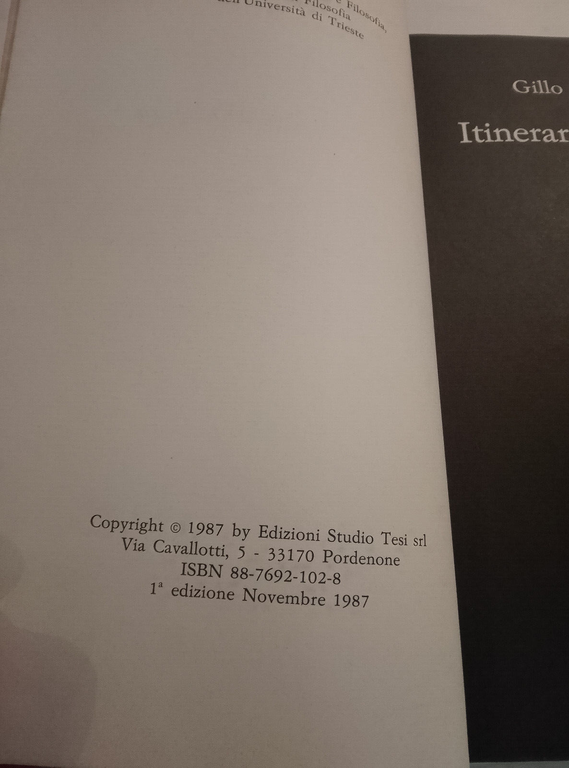 e Filosofia,
Filosofia
dell'Università di Trieste
Gillo
Itinerar
Copyright © 1987 by Edizioni Studio Tesi srl
Via Cavallotti, 5 - 33170 Pordenone
ISBN 88-7692-102-8
1ª edizione Novembre 1987